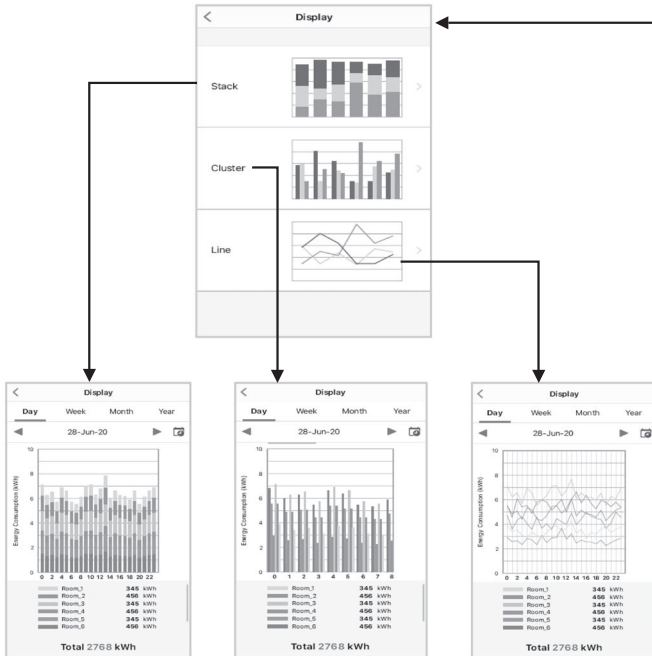 Display
Stack
Cluster
Line
Display
Day Week Month Year
28-Jun-20
Energy Consumption (kWh)
10
8
6
4
2
0
0 2 4 6 8 10 12 14 16 18 20 22
Room_1 345 kWh
Room_2 456 kWh
Room_3 345 kWh
Room_4 456 kWh
Room_5 345 kWh
Room_6 456 kWh
Total 2768 kWh
Display
Day Week Month Year
28-Jun-20
Energy Consumption (kWh)
10
8
6
4
2
0
0 1 2 3 4 5 6 7 8
Room_1 345 kWh
Room_2 456 kWh
Room_3 345 kWh
Room_4 456 kWh
Room_5 345 kWh
Room_6 456 kWh
Total 2768 kWh
Display
Day Week Month Year
28-Jun-20
Energy Consumption (kWh)
10
8
6
4
2
0
0 2 4 6 8 10 12 14 16 18 20 22
Room_1 345 kWh
Room_2 456 kWh
Room_3 345 kWh
Room_4 456 kWh
Room_5 345 kWh
Room_6 456 kWh
Total 2768 kWh